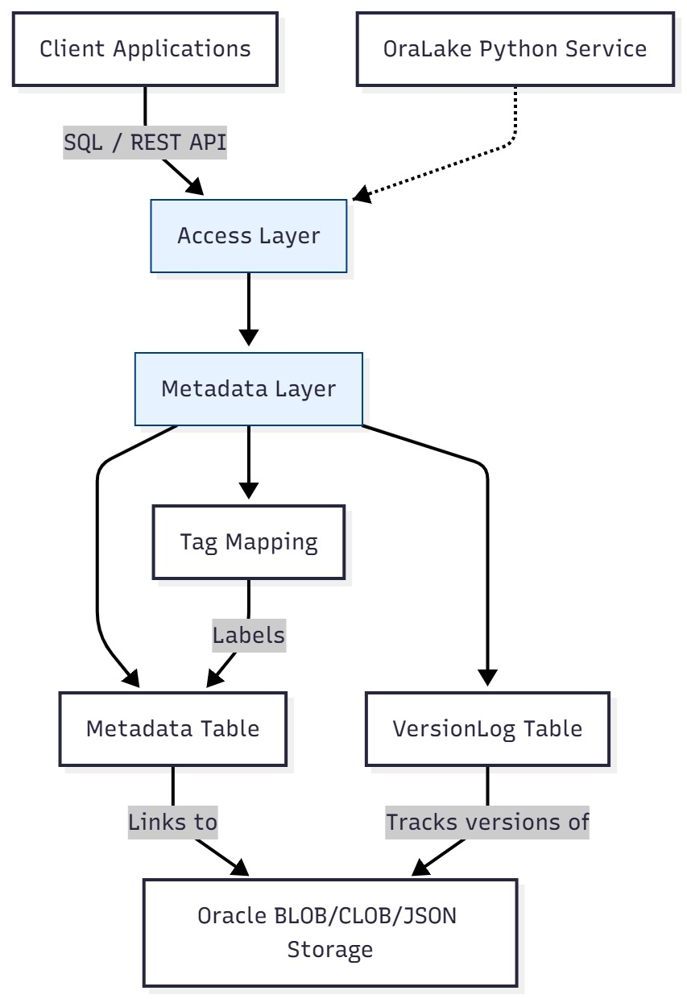 Client Applications
OraLake Python Service
SQL / REST API
Access Layer
Metadata Layer
Tag Mapping
Labels
Metadata Table
VersionLog Table
Links to
Tracks versions of
Oracle BLOB/CLOB/JSON
Storage